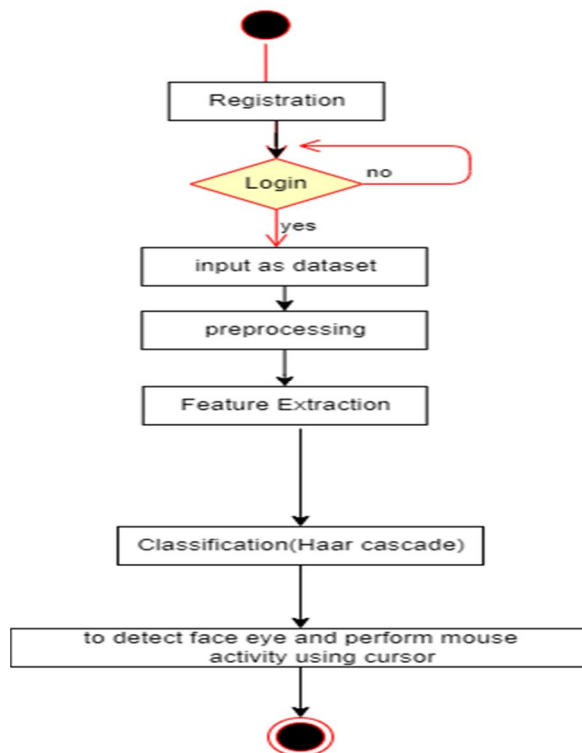 Registration
Login
no
yes
input as dataset
preprocessing
Feature Extraction
Classification(Haar cascade)
to detect face eye and perform mouse
activity using cursor